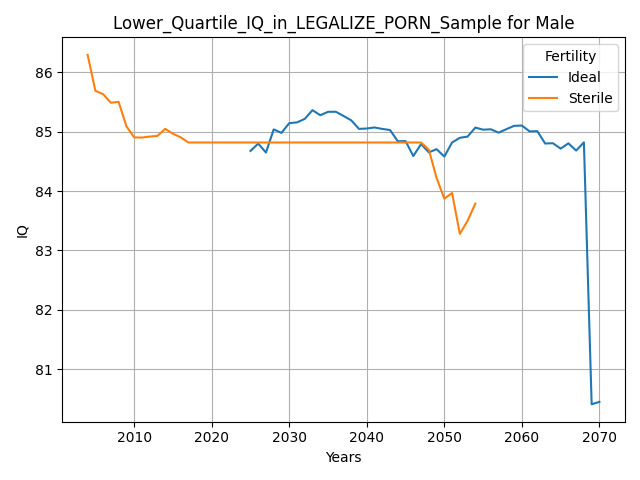 Lower_Quartile_IQ_in_LEGALIZE_PORN_Sample for Male
Fertility
Ideal
Sterile
IQ
86
85
84
83
82
81
2010 2020 2030 2040 2050 2060 2070
Years